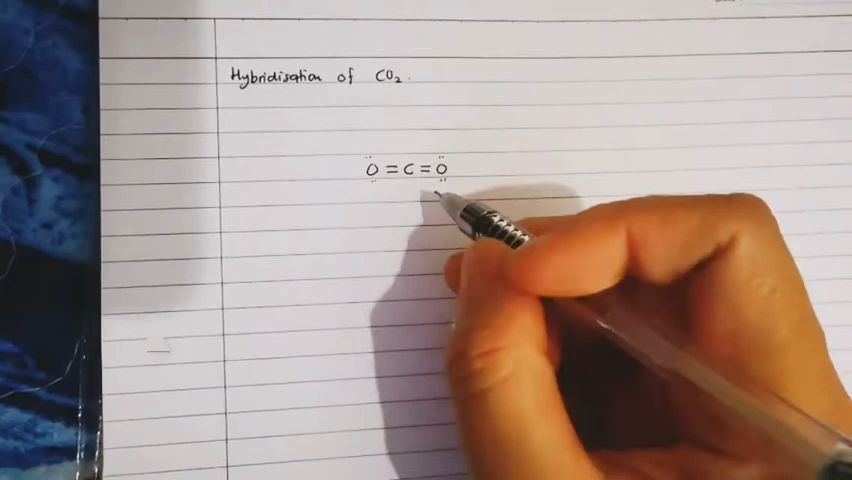 Hybridisation of CO₂.
O=C=O